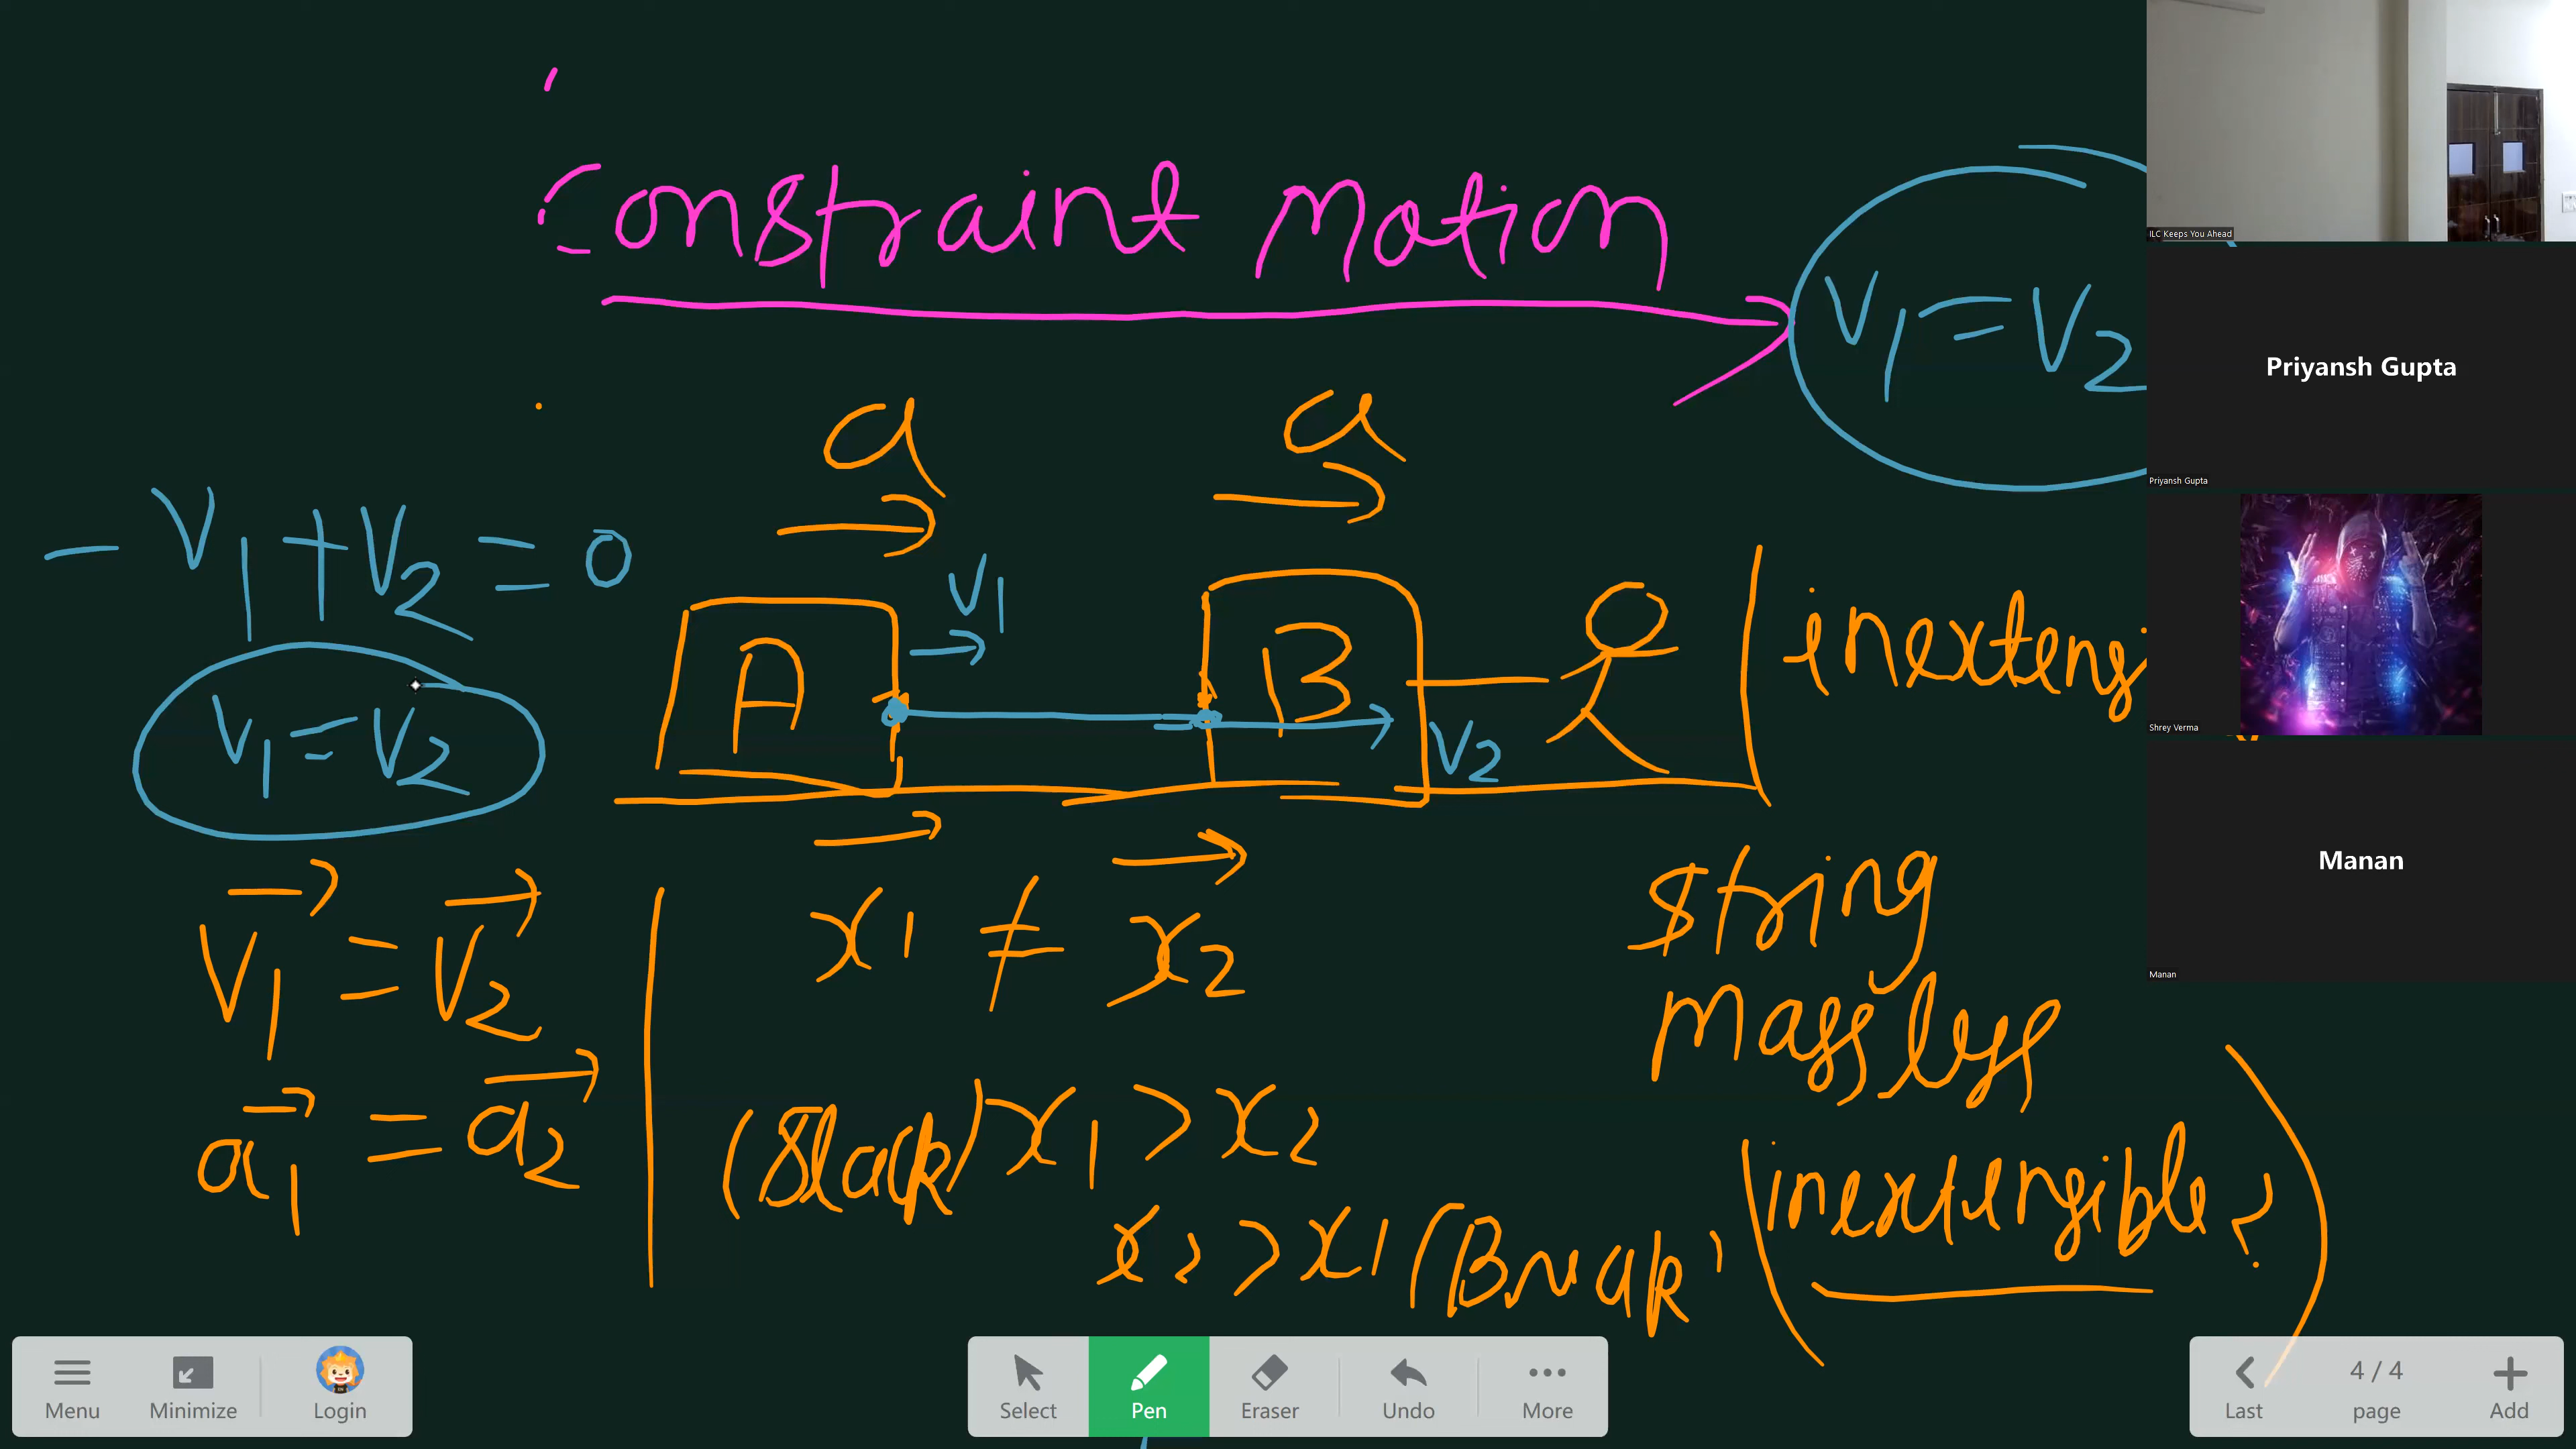 Constraint Motion
V1 = V2
a
a
- V1 + V2 = 0
V1 = V2
V1
A
B
V2
inextensi
V1 = V2
a1 = a2
x1 ≠ x2
(Slack) x1 > x2
x2 > x1 (Break)
String
Massless
(inextensible?)
ILC Keeps You Ahead
Priyansh Gupta
Priyansh Gupta
Shrey Verma
Manan
Manan
Menu
Minimize
Login
Select
Pen
Eraser
Undo
More
Last
4 / 4
page
Add